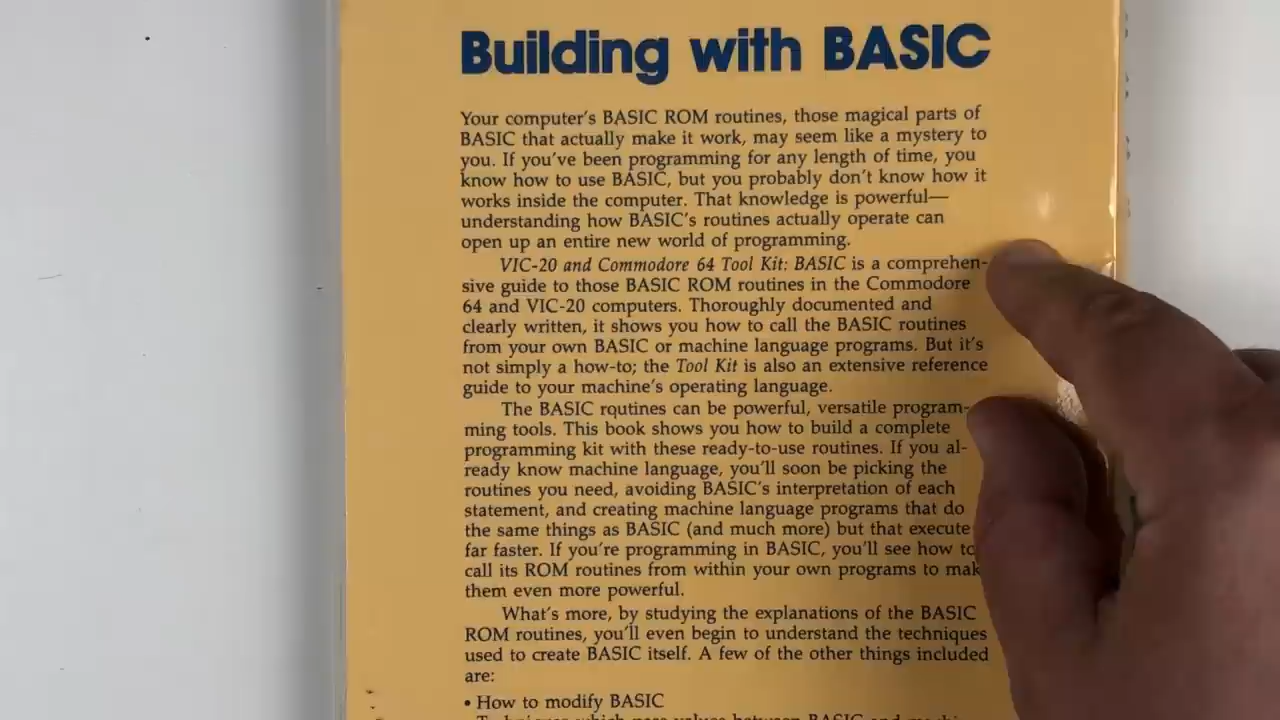 Building with BASIC
Your computer's BASIC ROM routines, those magical parts of
BASIC that actually make it work, may seem like a mystery to
you. If you've been programming for any length of time, you
know how to use BASIC, but you probably don't know how it
works inside the computer. That knowledge is powerful—
understanding how BASIC's routines actually operate can
open up an entire new world of programming.
VIC-20 and Commodore 64 Tool Kit: BASIC is a comprehen-
sive guide to those BASIC ROM routines in the Commodore
64 and VIC-20 computers. Thoroughly documented and
clearly written, it shows you how to call the BASIC routines
from your own BASIC or machine language programs. But it's
not simply a how-to; the Tool Kit is also an extensive reference
guide to your machine's operating language.
The BASIC routines can be powerful, versatile program-
ming tools. This book shows you how to build a complete
programming kit with these ready-to-use routines. If you al-
ready know machine language, you'll soon be picking the
routines you need, avoiding BASIC's interpretation of each
statement, and creating machine language programs that do
the same things as BASIC (and much more) but that execute
far faster. If you're programming in BASIC, you'll see how to
call its ROM routines from within your own programs to mak
them even more powerful.
What's more, by studying the explanations of the BASIC
ROM routines, you'll even begin to understand the techniques
used to create BASIC itself. A few of the other things included
are:
• How to modify BASIC